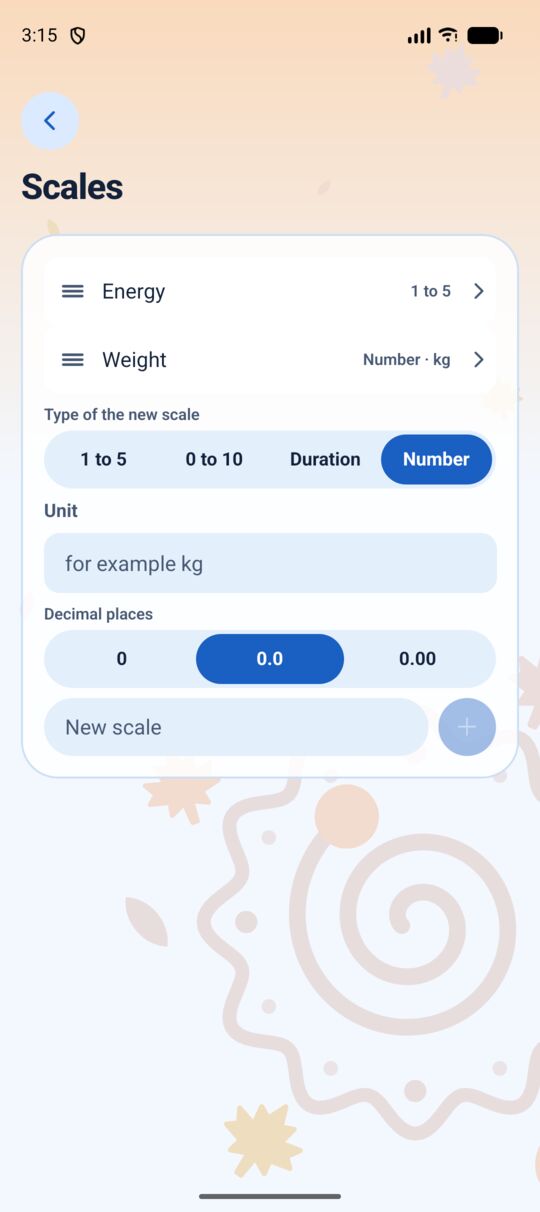 3:15
Scales
Energy 1 to 5
Weight Number · kg
Type of the new scale
1 to 5 0 to 10 Duration Number
Unit
for example kg
Decimal places
0 0.0 0.00
New scale